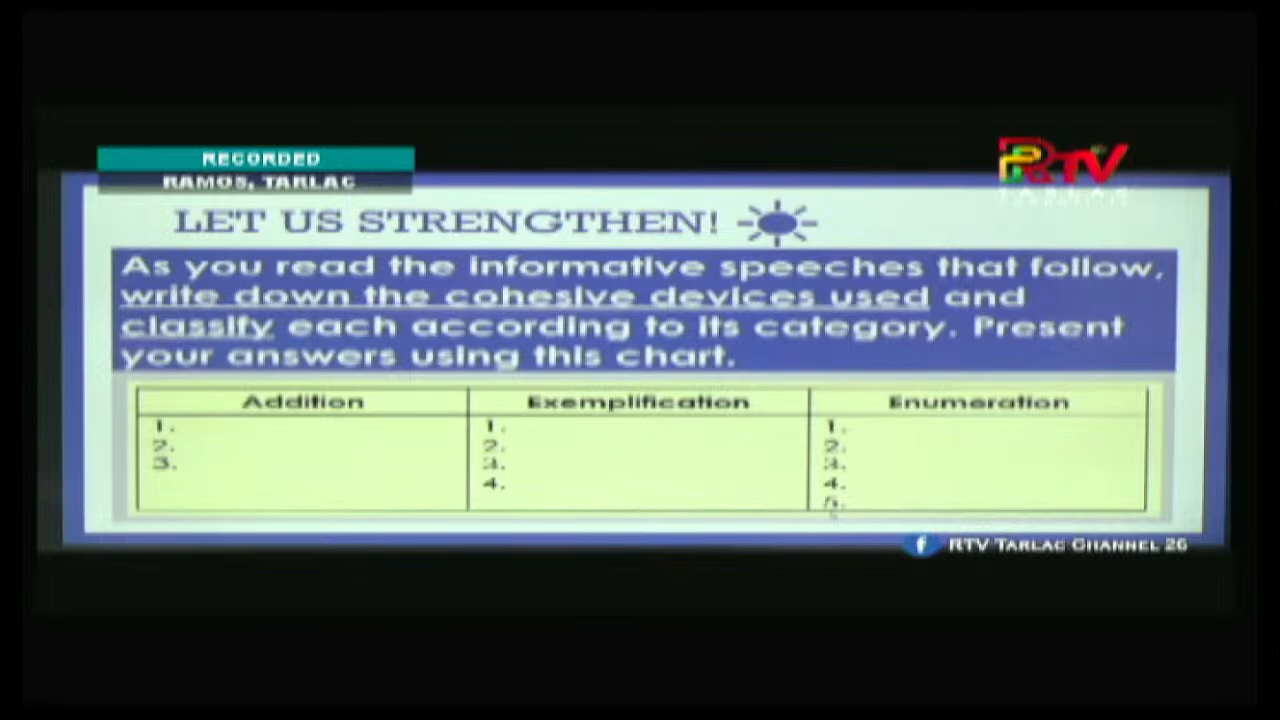 RECORDED
RAMOS, TARLAC
RTV
TARLAC
LET US STRENGTHEN!
As you read the informative speeches that follow,
write down the cohesive devices used and
classify each according to its category. Present
your answers using this chart.
Addition Exemplification Enumeration
1. 1. 1.
2. 2. 2.
3. 3. 3.
4. 4.
5.
f RTV TARLAC CHANNEL 26